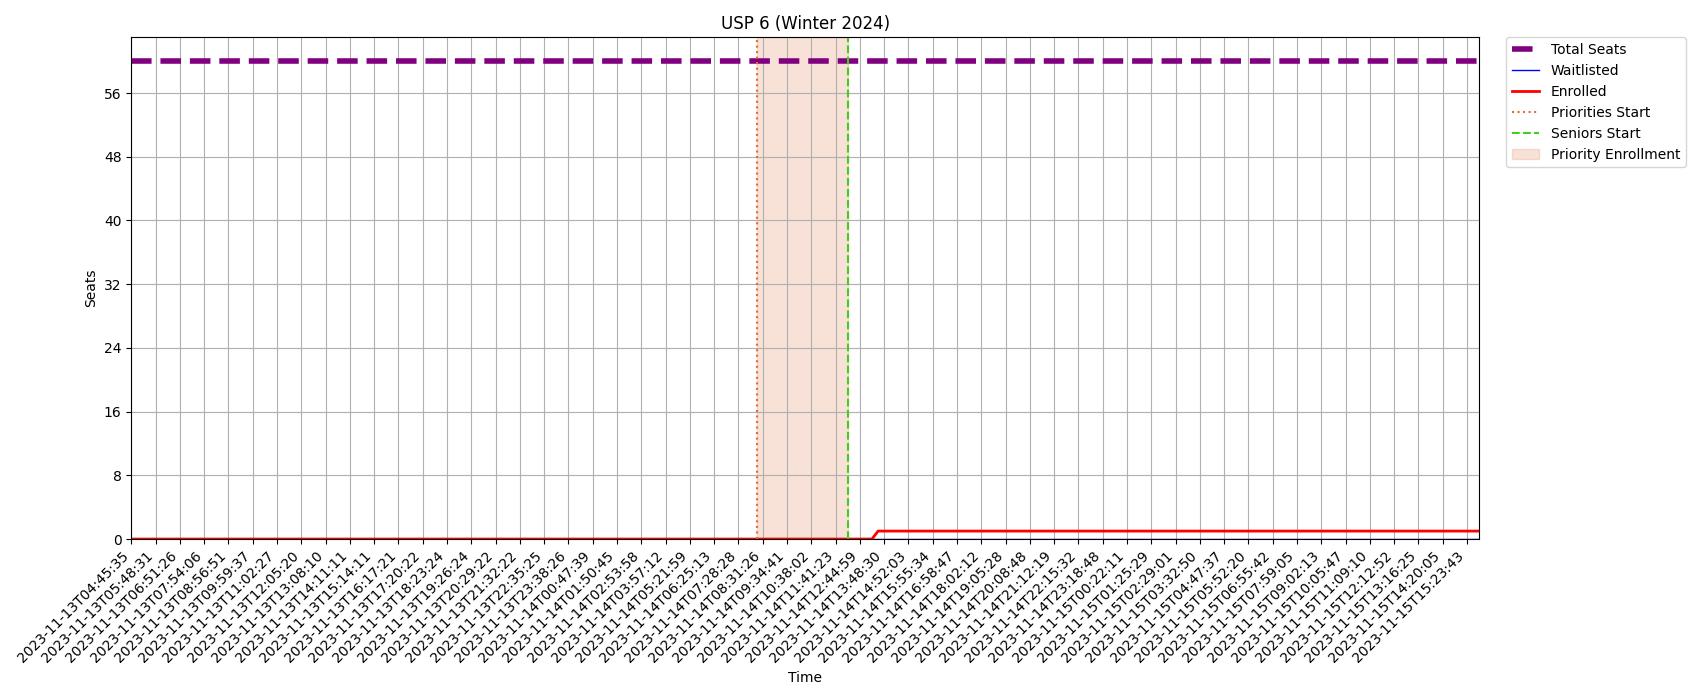 USP 6 (Winter 2024)
Total Seats
Waitlisted
Enrolled
Priorities Start
Seniors Start
Priority Enrollment
Seats
56
48
40
32
24
16
8
0
2023-11-13T04:45:35
2023-11-13T05:48:31
2023-11-13T06:51:26
2023-11-13T07:54:06
2023-11-13T08:56:51
2023-11-13T09:59:37
2023-11-13T11:02:27
2023-11-13T12:05:20
2023-11-13T13:08:10
2023-11-13T14:11:11
2023-11-13T15:14:11
2023-11-13T16:17:21
2023-11-13T17:20:22
2023-11-13T18:23:24
2023-11-13T19:26:24
2023-11-13T20:29:22
2023-11-13T21:32:22
2023-11-13T22:35:25
2023-11-13T23:38:26
2023-11-14T00:47:39
2023-11-14T01:50:45
2023-11-14T02:53:58
2023-11-14T03:57:12
2023-11-14T05:21:59
2023-11-14T06:25:13
2023-11-14T07:28:28
2023-11-14T08:31:26
2023-11-14T09:34:41
2023-11-14T10:38:02
2023-11-14T11:41:23
2023-11-14T12:44:59
2023-11-14T13:48:30
2023-11-14T14:52:03
2023-11-14T15:55:34
2023-11-14T16:58:47
2023-11-14T18:02:12
2023-11-14T19:05:28
2023-11-14T20:08:48
2023-11-14T21:12:19
2023-11-14T22:15:32
2023-11-14T23:18:48
2023-11-15T00:22:11
2023-11-15T01:25:29
2023-11-15T02:29:01
2023-11-15T03:32:50
2023-11-15T04:47:37
2023-11-15T05:52:20
2023-11-15T06:55:42
2023-11-15T07:59:05
2023-11-15T09:02:13
2023-11-15T10:05:47
2023-11-15T11:09:10
2023-11-15T12:12:52
2023-11-15T13:16:25
2023-11-15T14:20:05
2023-11-15T15:23:43
Time